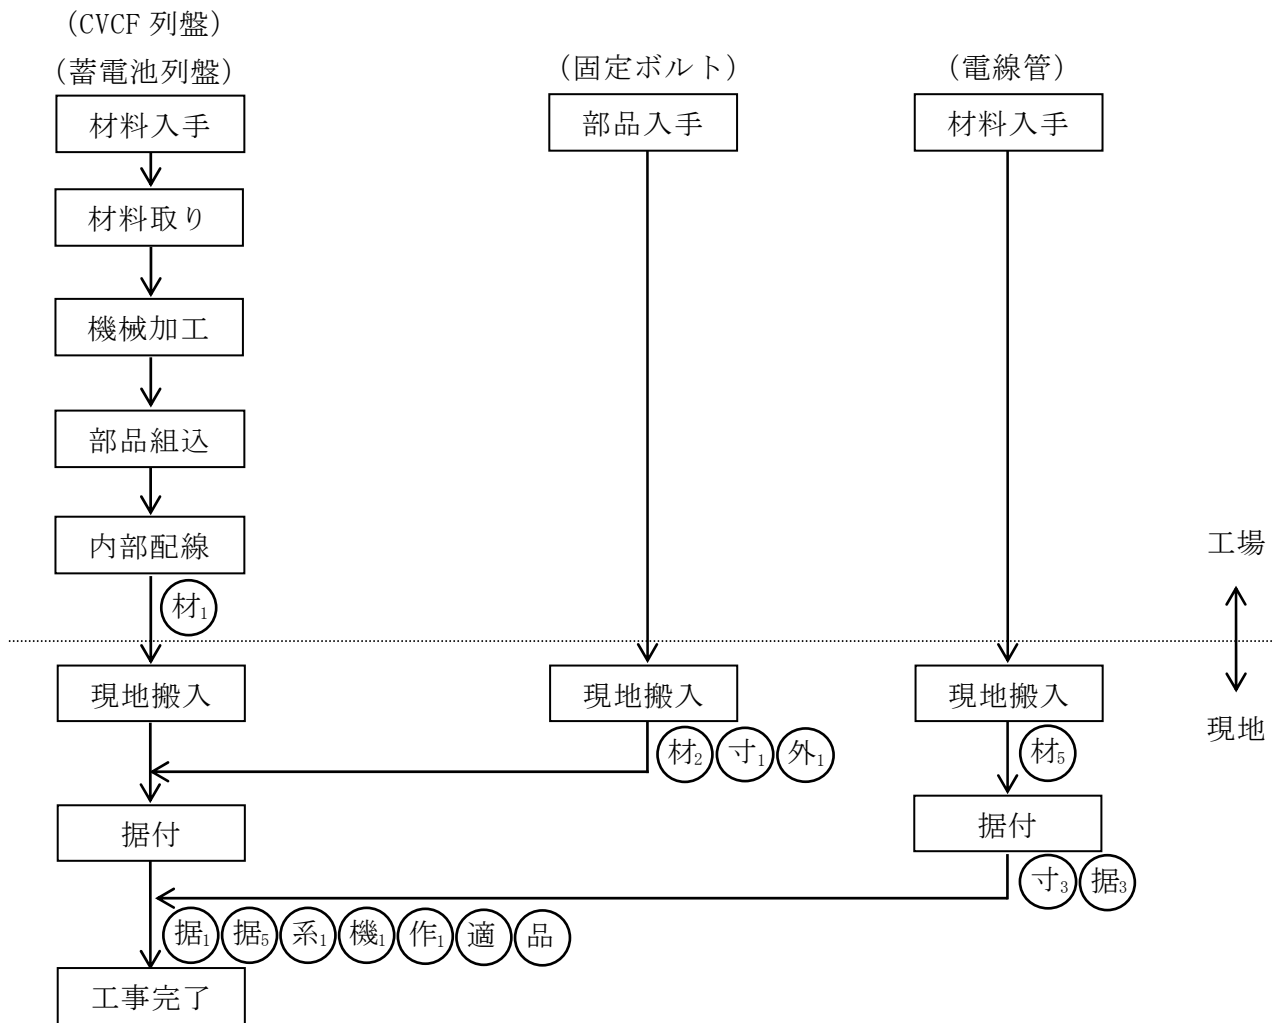 (CVCF 列盤)
(蓄電池列盤)
(固定ボルト)
(電線管)
材料入手
部品入手
材料入手
材料取り
機械加工
部品組込
内部配線
工場
材1
現地搬入
現地搬入
現地搬入
現地
材2 寸1 外1
材5
据付
据付
寸3 据3
据1 据5 系1 機1 作1 適 品
工事完了